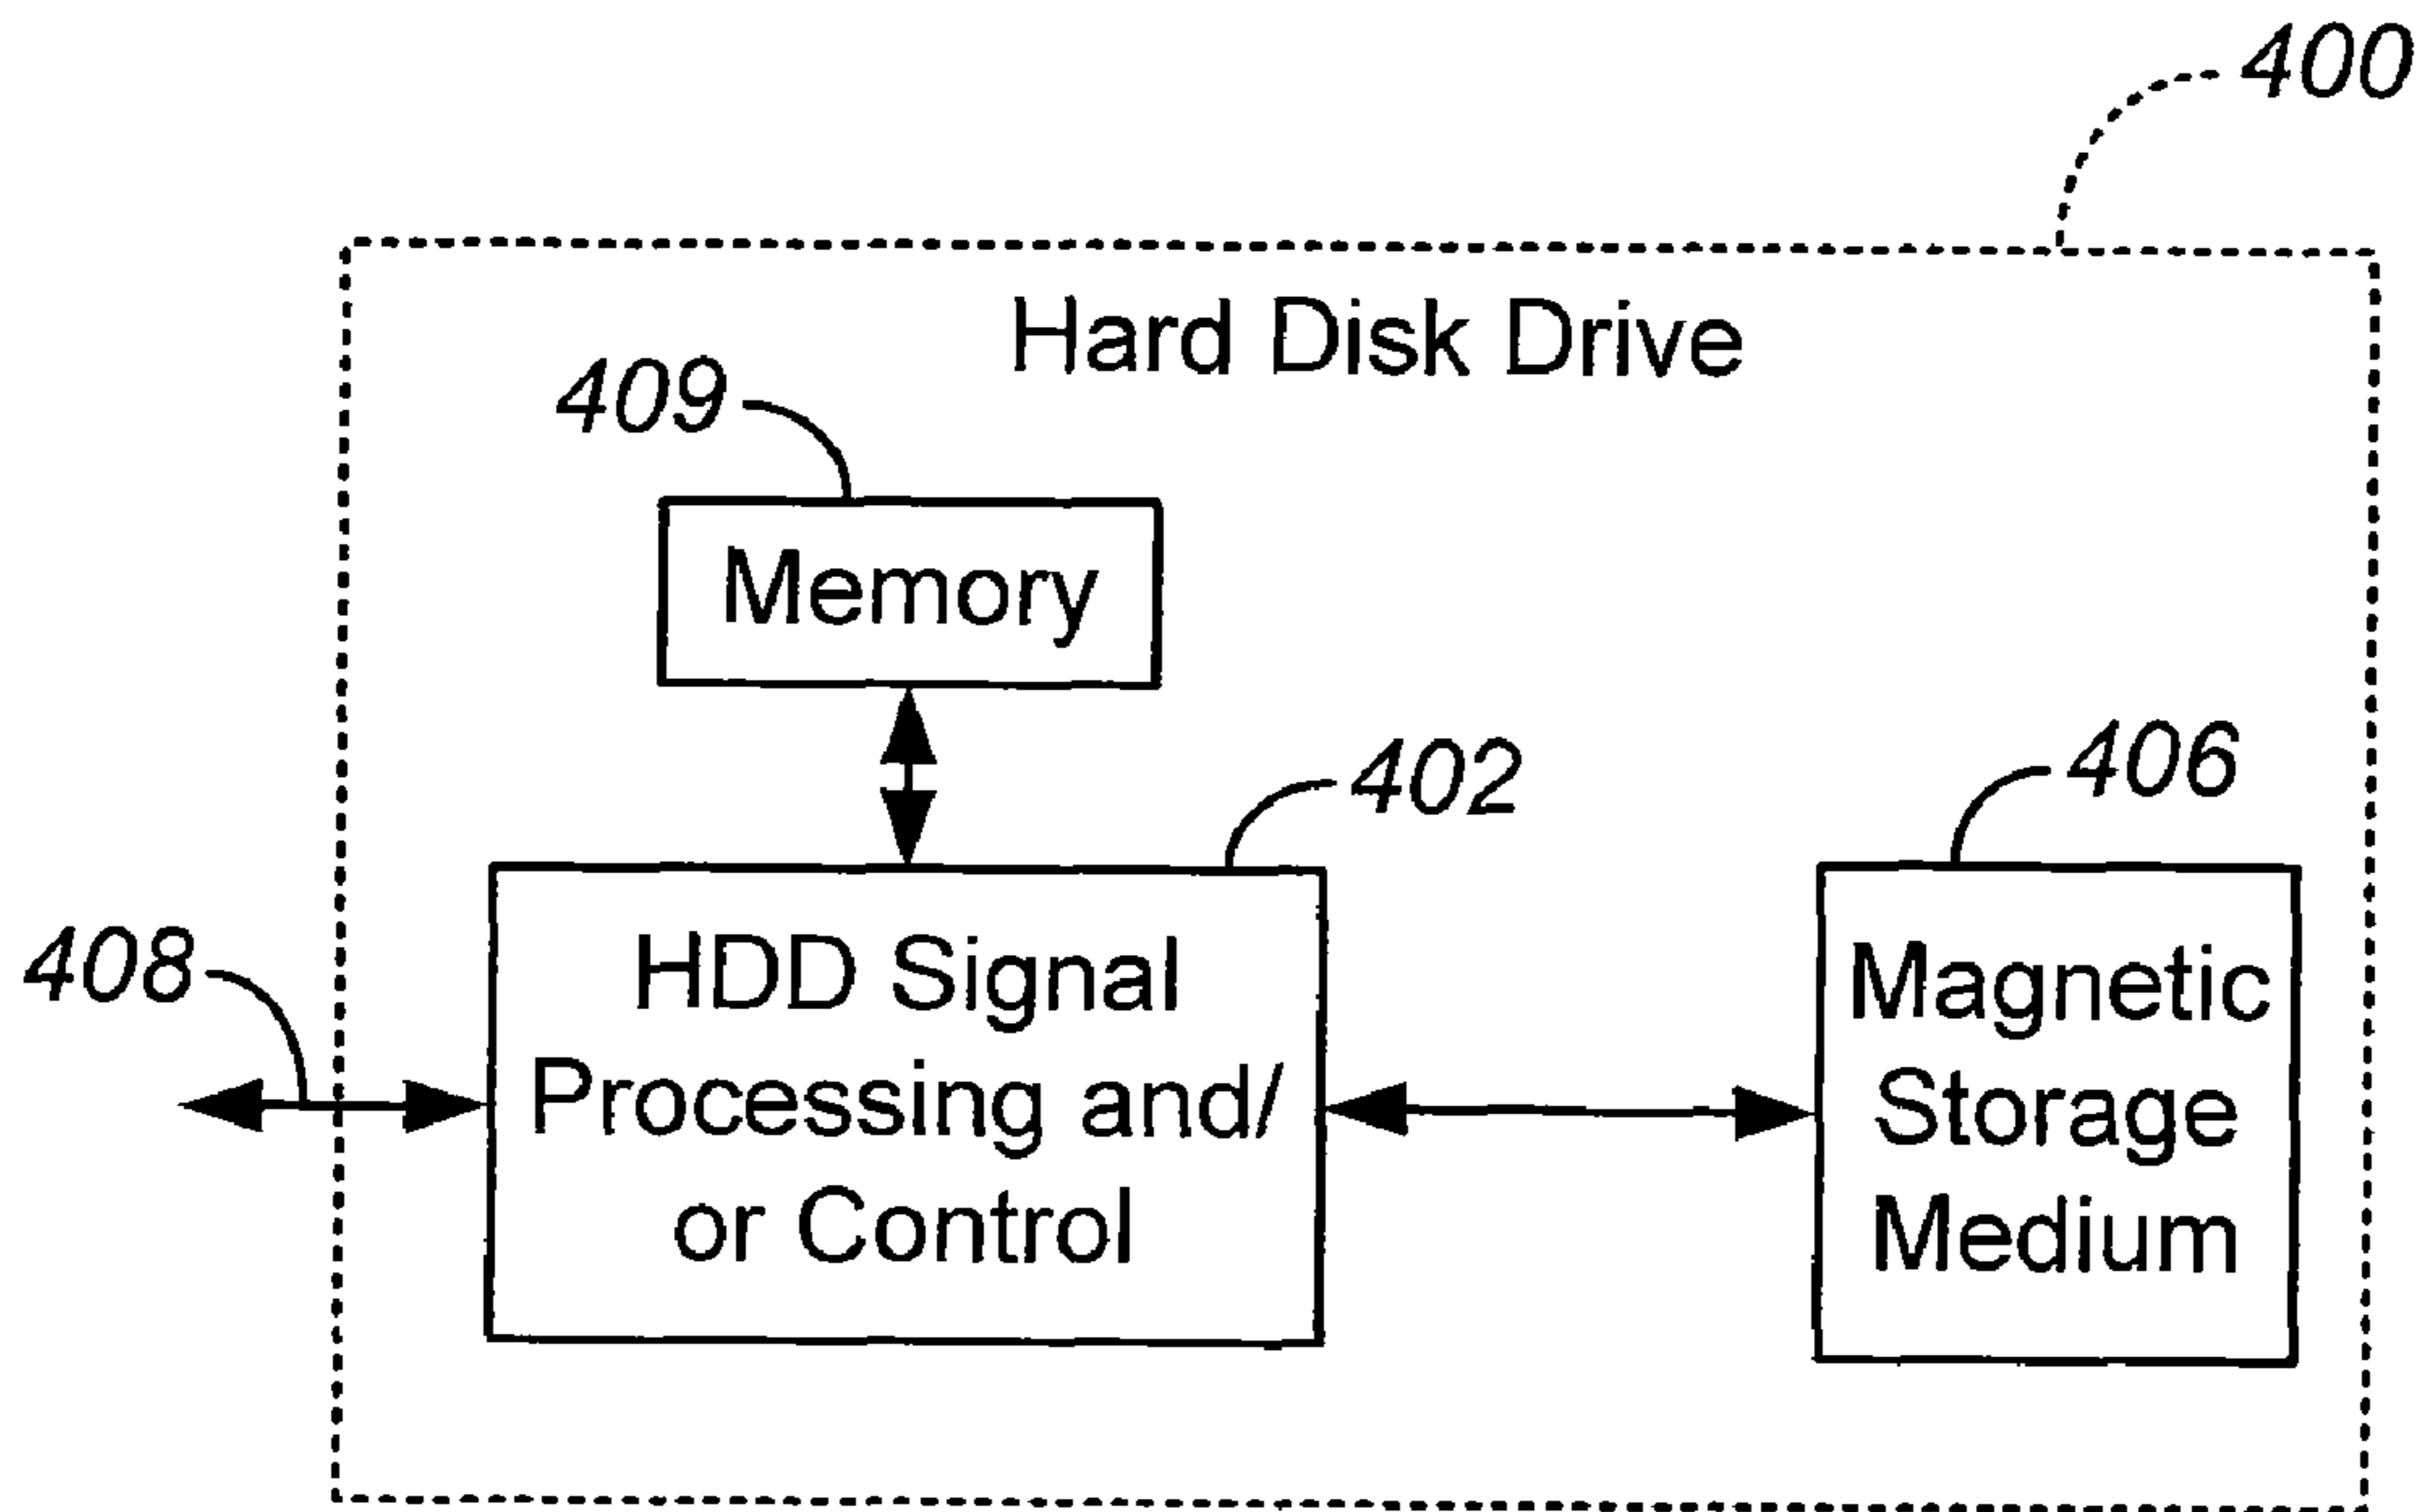 400
Hard Disk Drive
409
Memory
402
406
408
HDD Signal
Processing and/
or Control
Magnetic
Storage
Medium